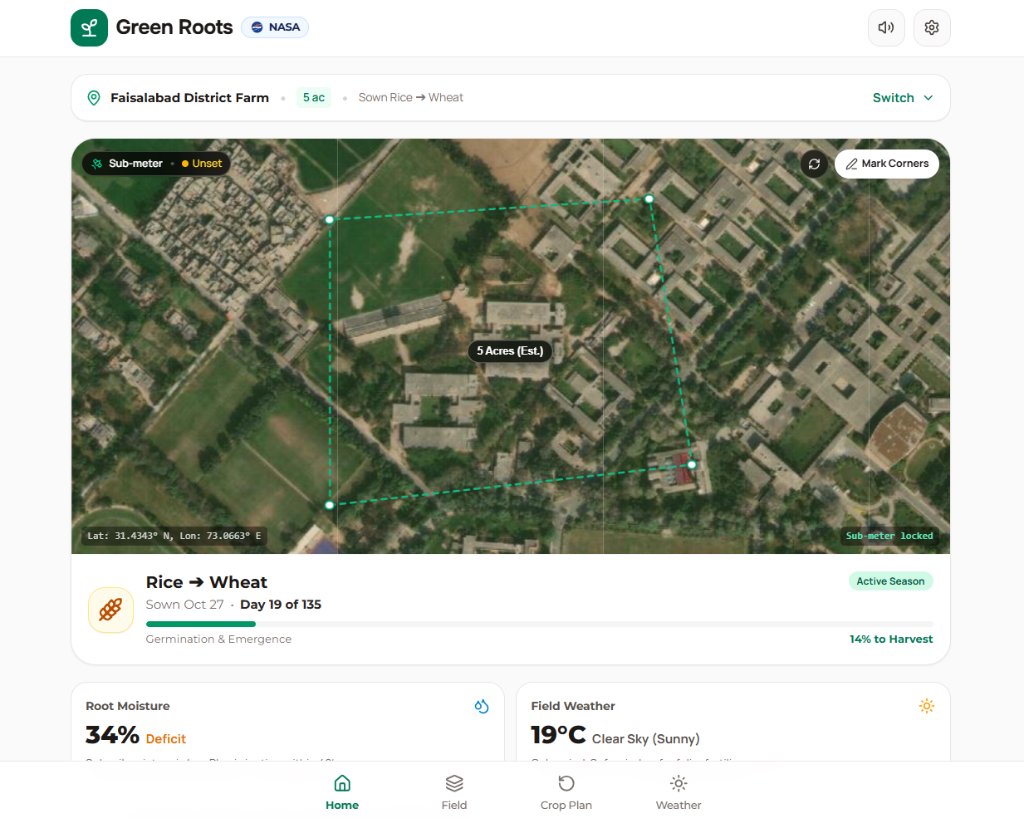 Green Roots NASA
Faisalabad District Farm • 5 ac • Sown Rice ➔ Wheat Switch
Sub-meter • Unset
Mark Corners
5 Acres (Est.)
Lat: 31.4343° N, Lon: 73.0663° E
Sub-meter locked
Rice ➔ Wheat
Active Season
Sown Oct 27 · Day 19 of 135
Germination & Emergence
14% to Harvest
Root Moisture
34% Deficit
Field Weather
19°C Clear Sky (Sunny)
Home
Field
Crop Plan
Weather